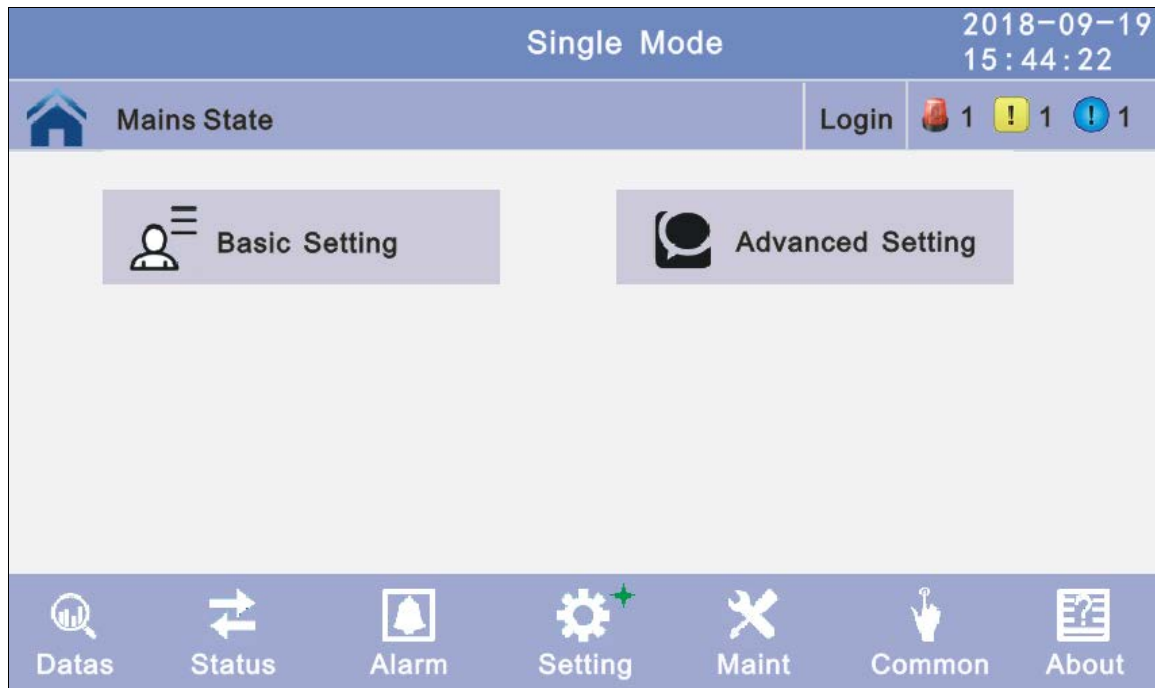 Single Mode
2018-09-19
15:44:22
Mains State
Login
1
! 1
! 1
Basic Setting
Advanced Setting
Datas
Status
Alarm
Setting
Maint
Common
? About